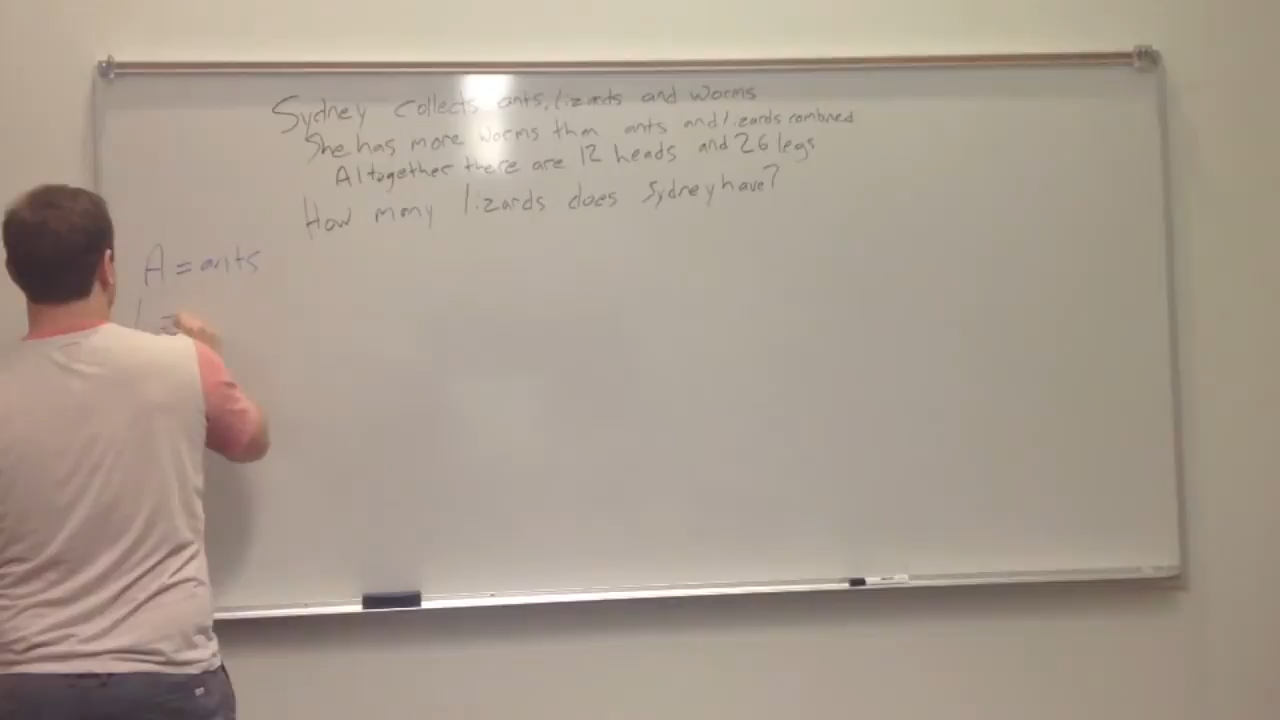 Sydney collects ants, lizards and worms
She has more worms than ants and lizards combined
Altogether there are 12 heads and 26 legs
How many lizards does Sydney have?
A = ants
L =